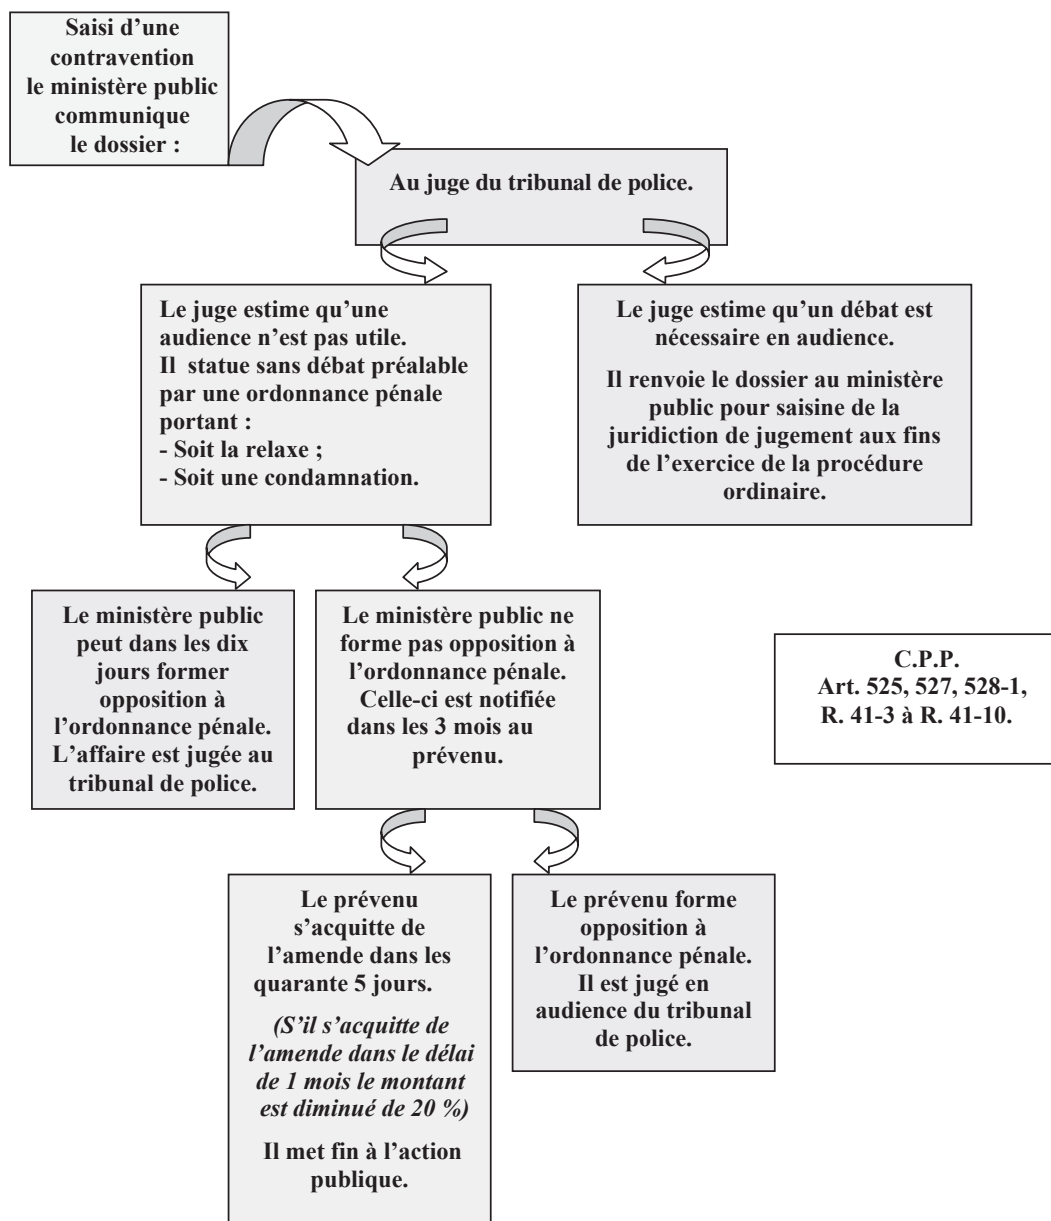 Saisi d’une
contravention
le ministère public
communique
le dossier :
Au juge du tribunal de police.
Le juge estime qu’une
audience n’est pas utile.
Il statue sans débat préalable
par une ordonnance pénale
portant :
- Soit la relaxe ;
- Soit une condamnation.
Le juge estime qu’un débat est
nécessaire en audience.
Il renvoie le dossier au ministère
public pour saisine de la
juridiction de jugement aux fins
de l’exercice de la procédure
ordinaire.
Le ministère public
peut dans les dix
jours former
opposition à
l’ordonnance pénale.
L’affaire est jugée au
tribunal de police.
Le ministère public ne
forme pas opposition à
l’ordonnance pénale.
Celle-ci est notifiée
dans les 3 mois au
prévenu.
C.P.P.
Art. 525, 527, 528-1,
R. 41-3 à R. 41-10.
Le prévenu
s’acquitte de
l’amende dans les
quarante 5 jours.
(S’il s’acquitte de
l’amende dans le délai
de 1 mois le montant
est diminué de 20 %)
Il met fin à l’action
publique.
Le prévenu forme
opposition à
l’ordonnance pénale.
Il est jugé en
audience du tribunal
de police.